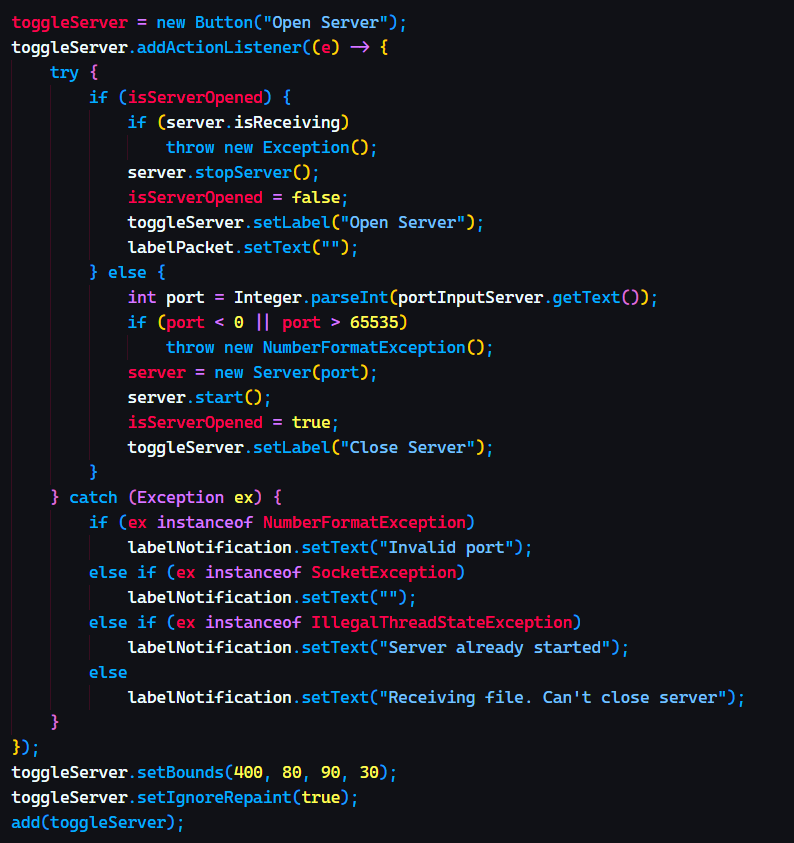 toggleServer = new Button("Open Server");
toggleServer.addActionListener((e) -> {
    try {
        if (isServerOpened) {
            if (server.isReceiving)
                throw new Exception();
            server.stopServer();
            isServerOpened = false;
            toggleServer.setLabel("Open Server");
            labelPacket.setText("");
        } else {
            int port = Integer.parseInt(portInputServer.getText());
            if (port < 0 || port > 65535)
                throw new NumberFormatException();
            server = new Server(port);
            server.start();
            isServerOpened = true;
            toggleServer.setLabel("Close Server");
        }
    } catch (Exception ex) {
        if (ex instanceof NumberFormatException)
            labelNotification.setText("Invalid port");
        else if (ex instanceof SocketException)
            labelNotification.setText("");
        else if (ex instanceof IllegalThreadStateException)
            labelNotification.setText("Server already started");
        else
            labelNotification.setText("Receiving file. Can't close server");
    }
});
toggleServer.setBounds(400, 80, 90, 30);
toggleServer.setIgnoreRepaint(true);
add(toggleServer);